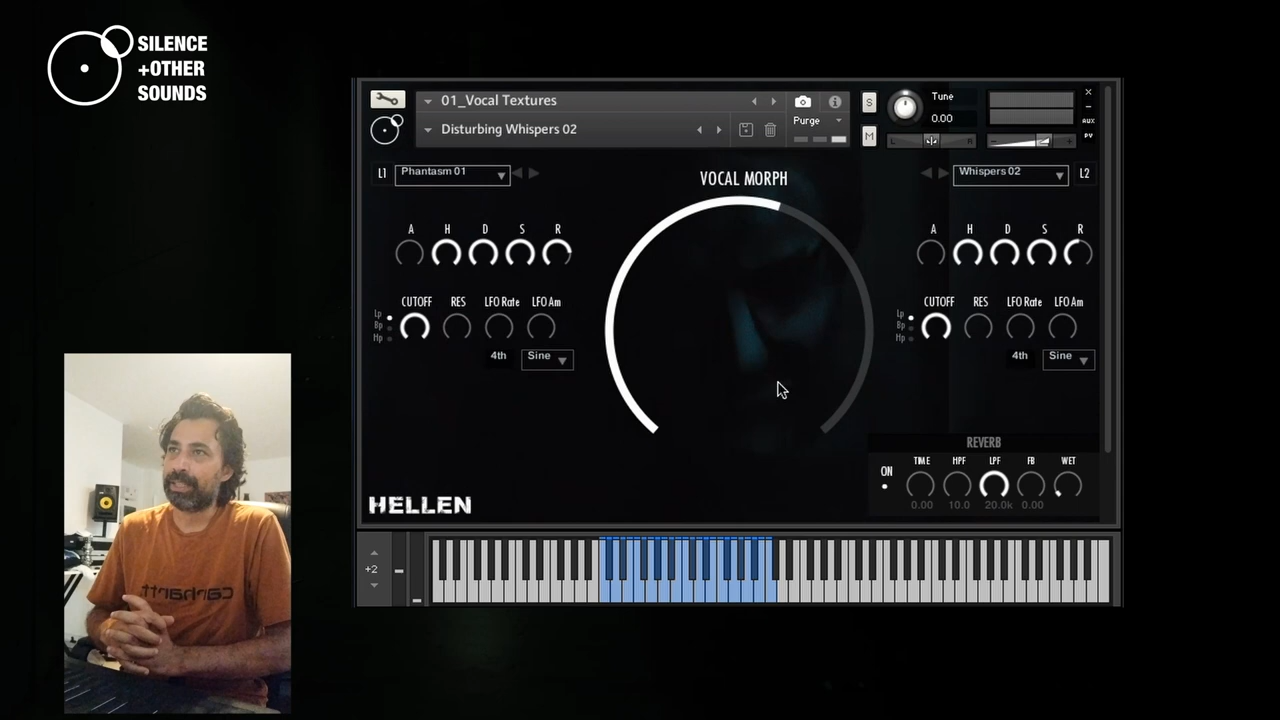 SILENCE
+OTHER
SOUNDS
01_Vocal Textures
S
Tune
Purge
0.00
AUX
PV
Disturbing Whispers 02
M
L
R
L1
Phantasm 01
VOCAL MORPH
Whispers 02
L2
A H D S R
A H D S R
CUTOFF RES LFO Rate LFO Am
CUTOFF RES LFO Rate LFO Am
Lp
Bp
Hp
Lp
Bp
Hp
4th
Sine
4th
Sine
REVERB
ON
TIME HPF LPF FB WET
0.00 10.0 20.0k 0.00
HELLEN
+2
carhartt